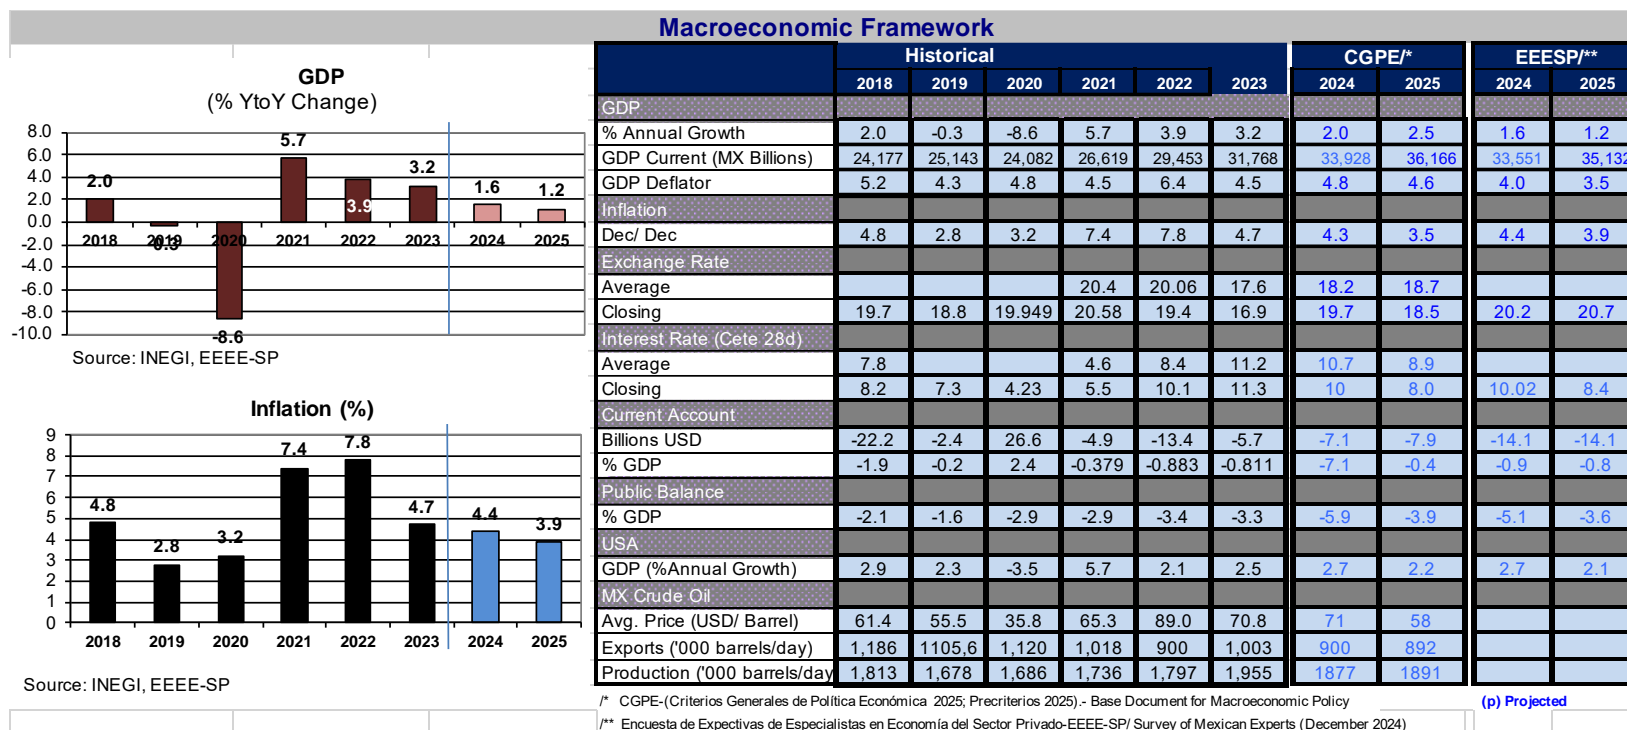 Macroeconomic Framework
GDP
(% YtoY Change)
8.0
6.0
4.0
2.0
0.0
-2.0
-4.0
-6.0
-8.0
-10.0
2.0
-0.3
-8.6
5.7
3.9
3.2
1.6
1.2
2018 2019 2020 2021 2022 2023 2024 2025
Source: INEGI, EEEE-SP
Inflation (%)
9
8
7
6
5
4
3
2
1
0
4.8 2.8 3.2 7.4 7.8 4.7 4.4 3.9
2018 2019 2020 2021 2022 2023 2024 2025
Source: INEGI, EEEE-SP
Historical CGPE/* EEESP/**
2018 2019 2020 2021 2022 2023 2024 2025 2024 2025
GDP
% Annual Growth 2.0 -0.3 -8.6 5.7 3.9 3.2 2.0 2.5 1.6 1.2
GDP Current (MX Billions) 24,177 25,143 24,082 26,619 29,453 31,768 33,928 36,166 33,551 35,132
GDP Deflator 5.2 4.3 4.8 4.5 6.4 4.5 4.8 4.6 4.0 3.5
Inflation
Dec/ Dec 4.8 2.8 3.2 7.4 7.8 4.7 4.3 3.5 4.4 3.9
Exchange Rate
Average 20.4 20.06 17.6 18.2 18.7
Closing 19.7 18.8 19.949 20.58 19.4 16.9 19.7 18.5 20.2 20.7
Interest Rate (Cete 28d)
Average 7.8 4.6 8.4 11.2 10.7 8.9
Closing 8.2 7.3 4.23 5.5 10.1 11.3 10 8.0 10.02 8.4
Current Account
Billions USD -22.2 -2.4 26.6 -4.9 -13.4 -5.7 -7.1 -7.9 -14.1 -14.1
% GDP -1.9 -0.2 2.4 -0.379 -0.883 -0.811 -7.1 -0.4 -0.9 -0.8
Public Balance
% GDP -2.1 -1.6 -2.9 -2.9 -3.4 -3.3 -5.9 -3.9 -5.1 -3.6
USA
GDP (%Annual Growth) 2.9 2.3 -3.5 5.7 2.1 2.5 2.7 2.2 2.7 2.1
MX Crude Oil
Avg. Price (USD/ Barrel) 61.4 55.5 35.8 65.3 89.0 70.8 71 58
Exports ('000 barrels/day) 1,186 1105,6 1,120 1,018 900 1,003 900 892
Production ('000 barrels/day 1,813 1,678 1,686 1,736 1,797 1,955 1877 1891
/* CGPE-(Criterios Generales de Política Económica 2025; Precriterios 2025).- Base Document for Macroeconomic Policy
(p) Projected
/** Encuesta de Expectivas de Especialistas en Economía del Sector Privado-EEEE-SP/ Survey of Mexican Experts (December 2024)